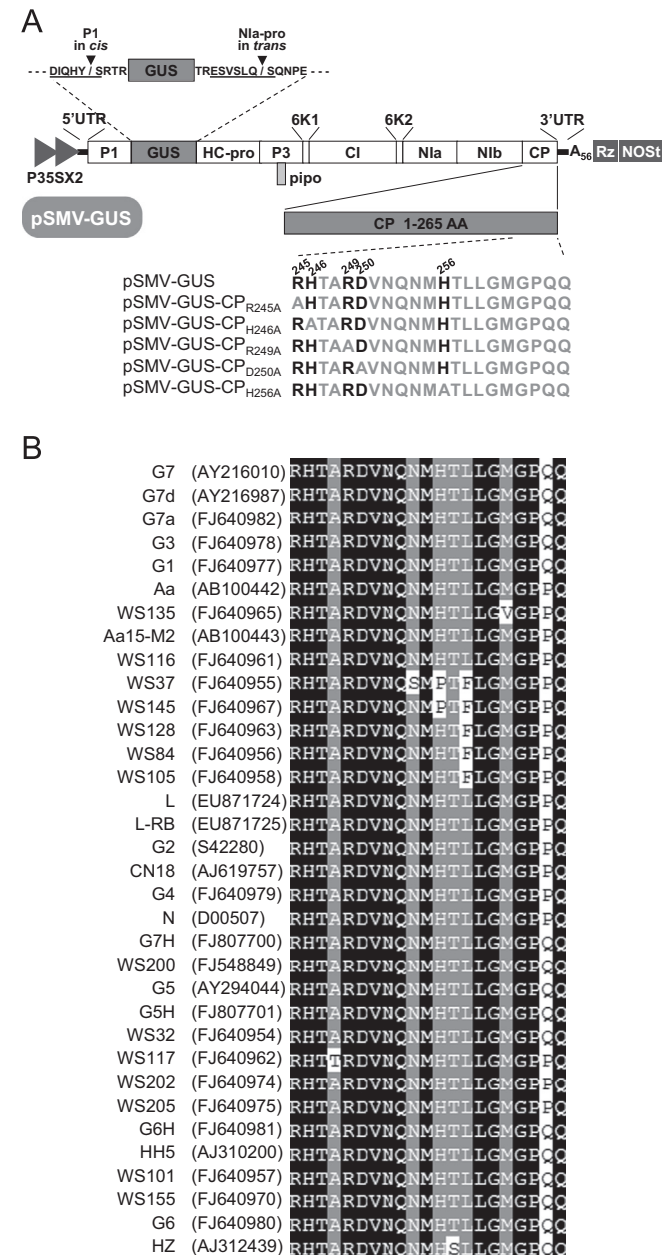 A
P1
in cis
NIa-pro
in trans
DIQHY / SRTR GUS TRESVSLQ / SQNPE
5'UTR 6K1 6K2 3'UTR
P1 GUS HC-pro P3 CI NIa NIb CP A56 Rz NOSt
P35SX2 pipo
pSMV-GUS
CP 1-265 AA
245 246 249 250 256
pSMV-GUS RHTARDVNQNMHTLLGMGPQQ
pSMV-GUS-CPR245A AHTARDVNQNMHTLLGMGPQQ
pSMV-GUS-CPH246A RATARDVNQNMHTLLGMGPQQ
pSMV-GUS-CPR249A RHTAADVNQNMHTLLGMGPQQ
pSMV-GUS-CPD250A RHTARAVNQNMHTLLGMGPQQ
pSMV-GUS-CPH256A RHTARDVNQNMATLLGMGPQQ
B
G7 (AY216010) RHTARDVNQNMHTLLGMGPQQ
G7d (AY216987) RHTARDVNQNMHTLLGMGPQQ
G7a (FJ640982) RHTARDVNQNMHTLLGMGPQQ
G3 (FJ640978) RHTARDVNQNMHTLLGMGPQQ
G1 (FJ640977) RHTARDVNQNMHTLLGMGPQQ
Aa (AB100442) RHTARDVNQNMHTLLGMGPPQ
WS135 (FJ640965) RHTARDVNQNMHTLLGVGPPQ
Aa15-M2 (AB100443) RHTARDVNQNMHTLLGMGPPQ
WS116 (FJ640961) RHTARDVNQNMHTLLGMGPPQ
WS37 (FJ640955) RHTARDVNQSMPTFLGMGPPQ
WS145 (FJ640967) RHTARDVNQNMPTFLGMGPPQ
WS128 (FJ640963) RHTARDVNQNMHTFLGMGPPQ
WS84 (FJ640956) RHTARDVNQNMHTFLGMGPPQ
WS105 (FJ640958) RHTARDVNQNMHTFLGMGPPQ
L (EU871724) RHTARDVNQNMHTLLGMGPPQ
L-RB (EU871725) RHTARDVNQNMHTLLGMGPPQ
G2 (S42280) RHTARDVNQNMHTLLGMGPPQ
CN18 (AJ619757) RHTARDVNQNMHTLLGMGPPQ
G4 (FJ640979) RHTARDVNQNMHTLLGMGPPQ
N (D00507) RHTARDVNQNMHTLLGMGPPQ
G7H (FJ807700) RHTARDVNQNMHTLLGMGPQQ
WS200 (FJ548849) RHTARDVNQNMHTLLGMGPQQ
G5 (AY294044) RHTARDVNQNMHTLLGMGPQQ
G5H (FJ807701) RHTARDVNQNMHTLLGMGPQQ
WS32 (FJ640954) RHTARDVNQNMHTLLGMGPQQ
WS117 (FJ640962) RHTTRDVNQNMHTLLGMGPPQ
WS202 (FJ640974) RHTARDVNQNMHTLLGMGPPQ
WS205 (FJ640975) RHTARDVNQNMHTLLGMGPPQ
G6H (FJ640981) RHTARDVNQNMHTLLGMGPQQ
HH5 (AJ310200) RHTARDVNQNMHTLLGMGPQQ
WS101 (FJ640957) RHTARDVNQNMHTLLGMGPQQ
WS155 (FJ640970) RHTARDVNQNMHTLLGMGPQQ
G6 (FJ640980) RHTARDVNQNMHTLLGMGPQQ
HZ (AJ312439) RHTARDVNQNMHSLLGMGPQQ